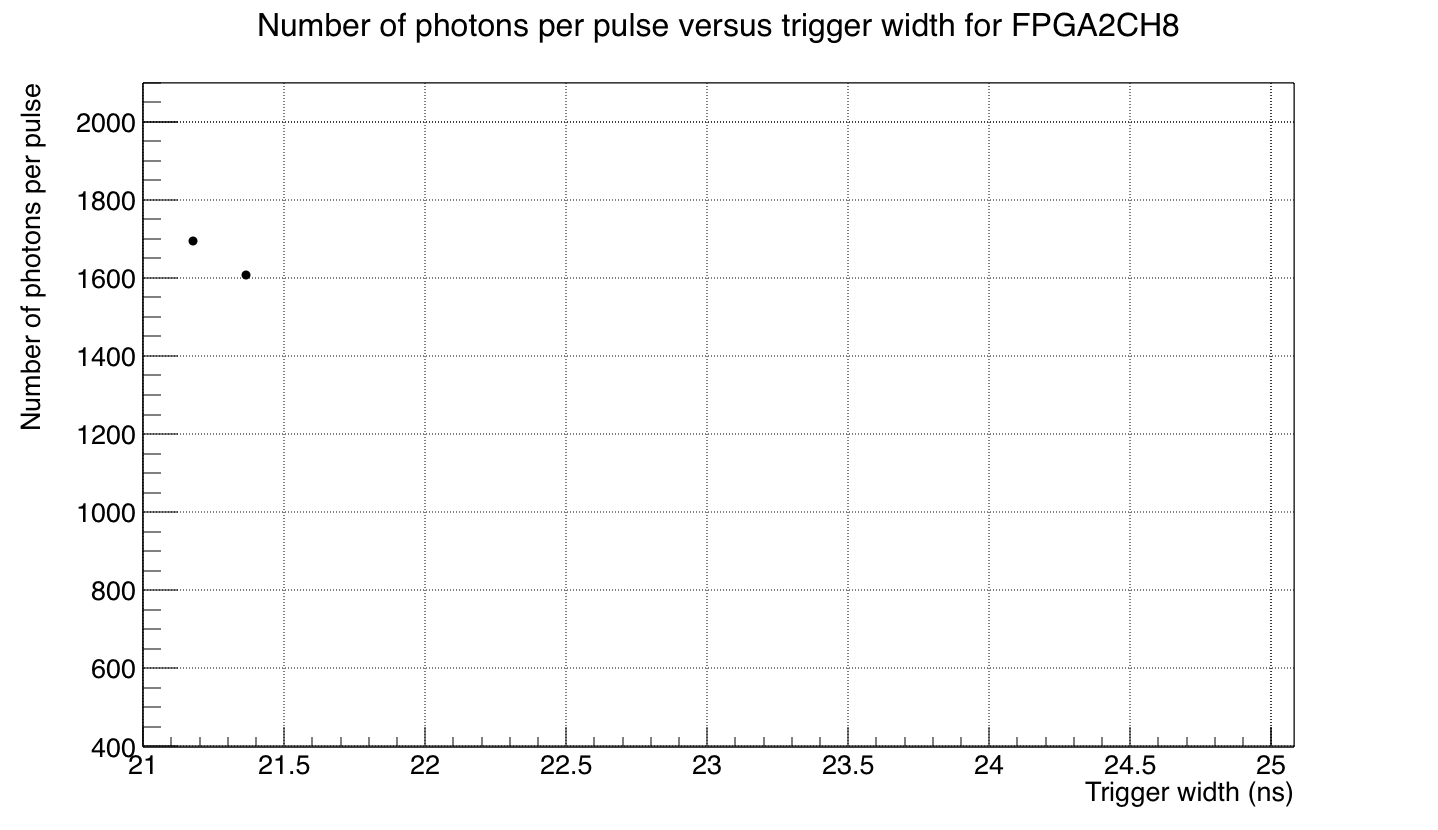 Number of photons per pulse versus trigger width for FPGA2CH8
Number of photons per pulse
2000
1800
1600
1400
1200
1000
800
600
400
21 21.5 22 22.5 23 23.5 24 24.5 25
Trigger width (ns)